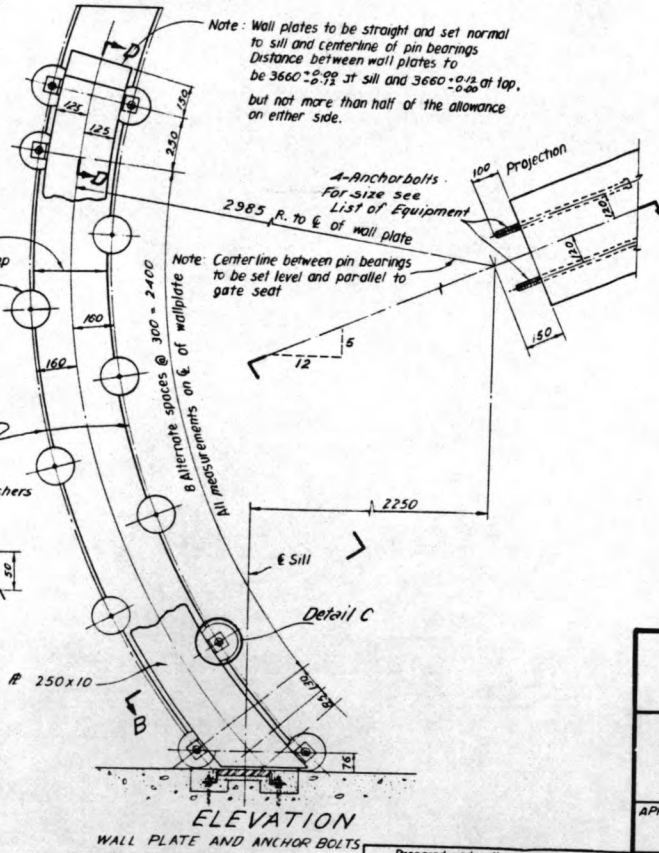 Note: Wall plates to be straight and set normal
to sill and centerline of pin bearings
Distance between wall plates to
be 3660 +0.00 -0.12 at sill and 3660 +0.12 -0.00 at top,
but not more than half of the allowance
on either side.
D
125
125
150
250
D
100
Projection
4-Anchorbolts
For size see
List of Equipment
2985 R. to ℄ of wall plate
120
120
150
Note: Centerline between pin bearings
to be set level and parallel to
gate seat
6
12
160
160
8 Alternate spaces @ 300 = 2400
All measurements on ℄ of wallplate
2250
℄ Sill
50
Detail C
℔ 250x10
B
76
ELEVATION
WALL PLATE AND ANCHOR BOLTS